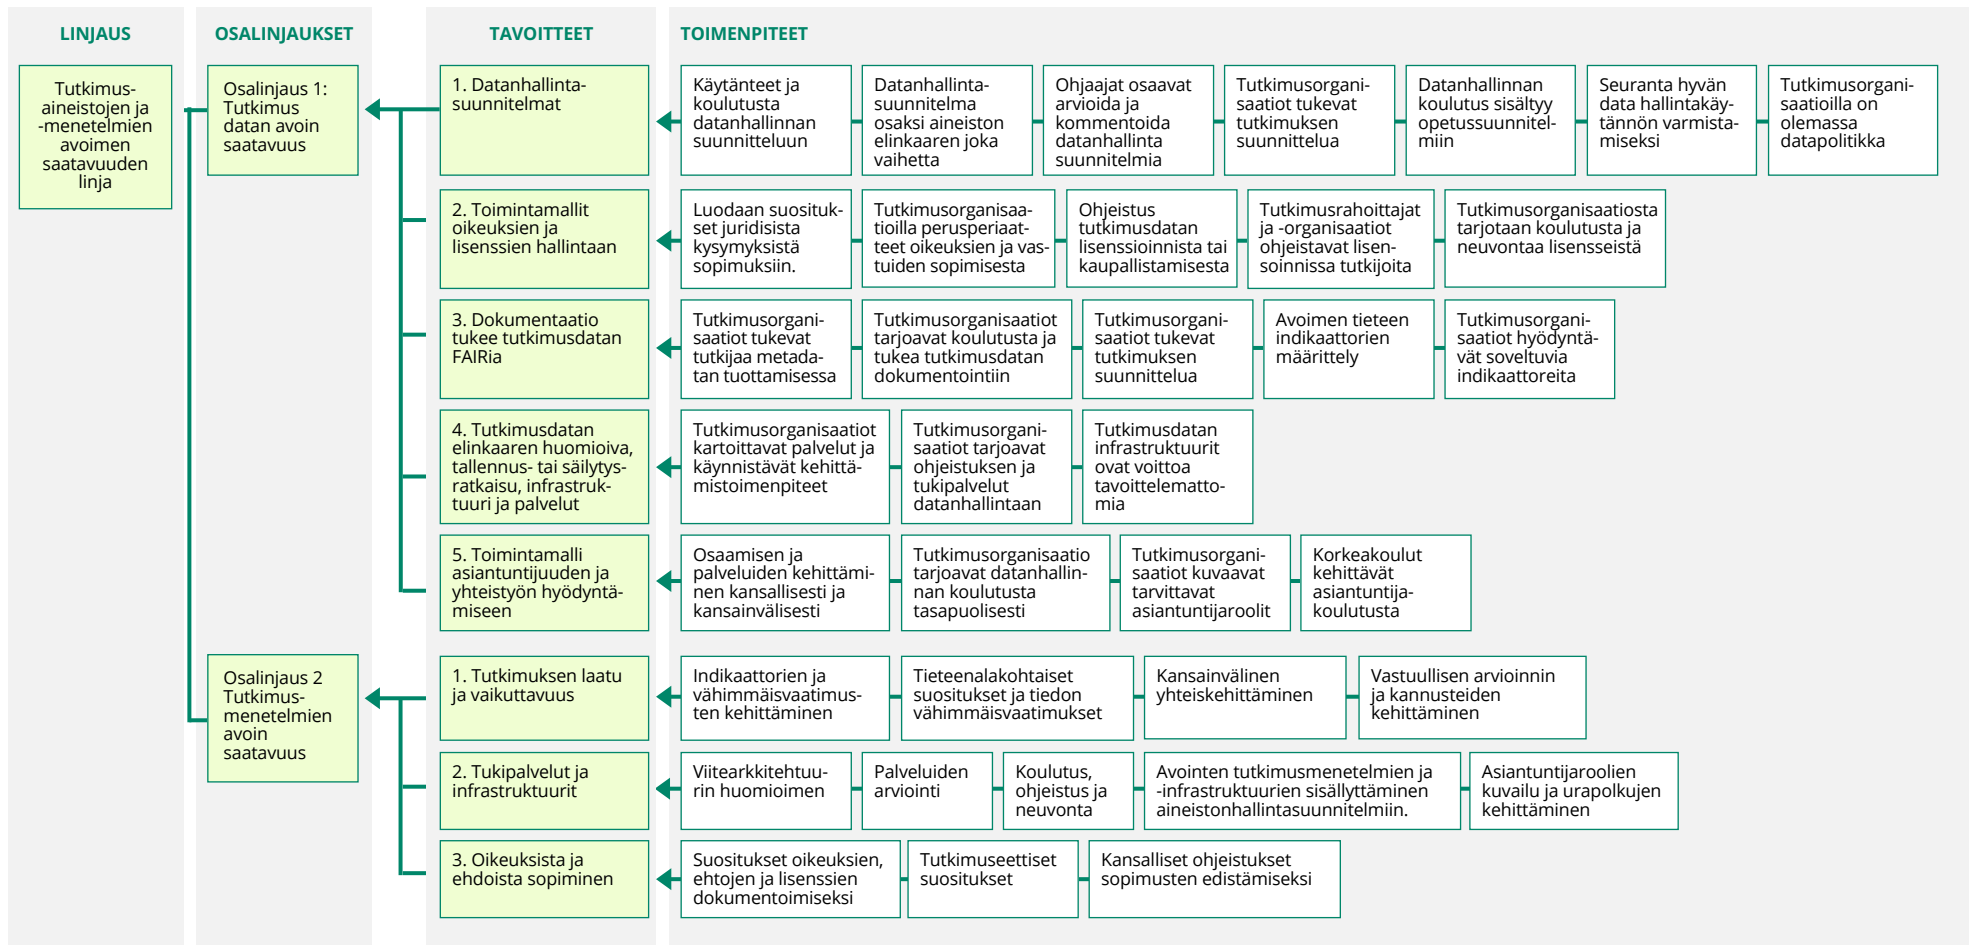 LINJAUS
OSALINJAUKSET
TAVOITTEET
TOIMENPITEET
Tutkimus-
aineistojen ja
-menetelmien
avoimen
saatavuuden
linja
Osalinjaus 1:
Tutkimus
datan avoin
saatavuus
1. Datanhallinta-
suunnitelmat
Käytänteet ja
koulutusta
datanhallinnan
suunnitteluun
Datanhallinta-
suunnitelma
osaksi aineiston
elinkaaren joka
vaihetta
Ohjaajat osaavat
arvioida ja
kommentoida
datanhallinta
suunnitelmia
Tutkimusorgani-
saatiot tukevat
tutkimuksen
suunnittelua
Datanhallinnan
koulutus sisältyy
opetussuunnitel-
miin
Seuranta hyvän
data hallintakäy-
tännön varmista-
miseksi
Tutkimusorgani-
saatioilla on
olemassa
datapolitikka
2. Toimintamallit
oikeuksien ja
lisenssien hallintaan
Luodaan suosituk-
set juridisista
kysymyksistä
sopimuksiin.
Tutkimusorganisaa-
tioilla perusperiaat-
teet oikeuksien ja vas-
tuiden sopimisesta
Ohjeistus
tutkimusdatan
lisenssioinnista tai
kaupallistamisesta
Tutkimusrahoittajat
ja -organisaatiot
ohjeistavat lisen-
soinnissa tutkijoita
Tutkimusorganisaatiosta
tarjotaan koulutusta ja
neuvontaa lisensseistä
3. Dokumentaatio
tukee tutkimusdatan
FAIRia
Tutkimusorgani-
saatiot tukevat
tutkijaa metada-
tan tuottamisessa
Tutkimusorganisaatiot
tarjoavat koulutusta ja
tukea tutkimusdatan
dokumentointiin
Tutkimusorgani-
saatiot tukevat
tutkimuksen
suunnittelua
Avoimen tieteen
indikaattorien
määrittely
Tutkimusorgani-
saatiot hyödyntä-
vät soveltuvia
indikaattoreita
4. Tutkimusdatan
elinkaaren huomioiva,
tallennus- tai säilytys-
ratkaisu, infrastruk-
tuuri ja palvelut
Tutkimusorganisaatiot
kartoittavat palvelut ja
käynnistävät kehittä-
mistoimenpiteet
Tutkimusorgani-
saatiot tarjoavat
ohjeistuksen ja
tukipalvelut
datanhallintaan
Tutkimusdatan
infrastruktuurit
ovat voittoa
tavoittelematto-
mia
5. Toimintamalli
asiantuntijuuden ja
yhteistyön hyödyntä-
miseen
Osaamisen ja
palveluiden kehittämi-
nen kansallisesti ja
kansainvälisesti
Tutkimusorganisaatio
tarjoavat datanhallin-
nan koulutusta
tasapuolisesti
Tutkimusorgani-
saatiot kuvaavat
tarvittavat
asiantuntijaroolit
Korkeakoulut
kehittävät
asiantuntija-
koulutusta
Osalinjaus 2
Tutkimus-
menetelmien
avoin
saatavuus
1. Tutkimuksen laatu
ja vaikuttavuus
Indikaattorien ja
vähimmäisvaatimus-
ten kehittäminen
Tieteenalakohtaiset
suositukset ja tiedon
vähimmäisvaatimukset
Kansainvälinen
yhteiskehittäminen
Vastuullisen arvioinnin
ja kannusteiden
kehittäminen
2. Tukipalvelut ja
infrastruktuurit
Viitearkkitehtuu-
rin huomioimen
Palveluiden
arviointi
Koulutus,
ohjeistus ja
neuvonta
Avointen tutkimusmenetelmien ja
-infrastruktuurien sisällyttäminen
aineistonhallintasuunnitelmiin.
Asiantuntijaroolien
kuvailu ja urapolkujen
kehittäminen
3. Oikeuksista ja
ehdoista sopiminen
Suositukset oikeuksien,
ehtojen ja lisenssien
dokumentoimiseksi
Tutkimuseettiset
suositukset
Kansalliset ohjeistukset
sopimusten edistämiseksi